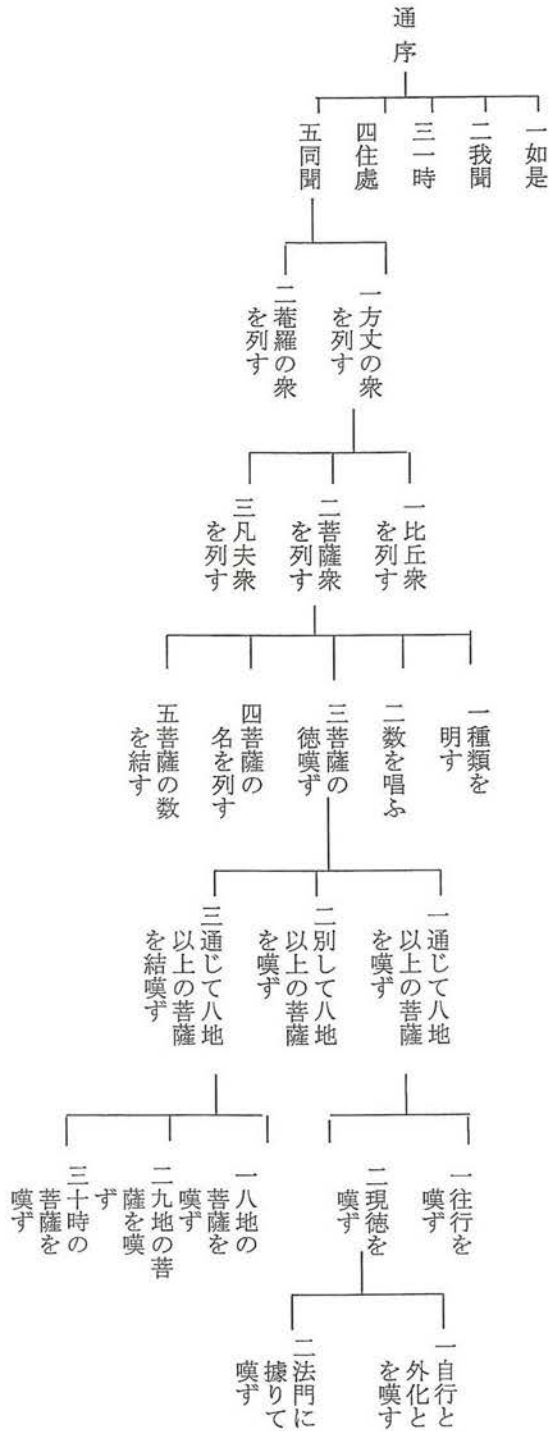 通序
一如是
二我聞
三一時
四住處
五同聞
一方丈の衆
を列す
二菴羅の衆
を列す
一比丘衆
を列す
二菩薩衆
を列す
三凡夫衆
を列す
一種類を
明す
二数を唱ふ
三菩薩の
徳嘆ず
四菩薩の
名を列す
五菩薩の数
を結す
一通じて八地
以上の菩薩
を嘆ず
二別して八地
以上の菩薩
を嘆ず
三通じて八地
以上の菩薩
を結嘆ず
一往行を
嘆ず
二現徳を
嘆ず
一八地の
菩薩を
嘆ず
二九地の菩
薩を嘆
ず
三十時の
菩薩を
嘆ず
一自行と
外化と
を嘆す
二法門に
據りて
嘆ず